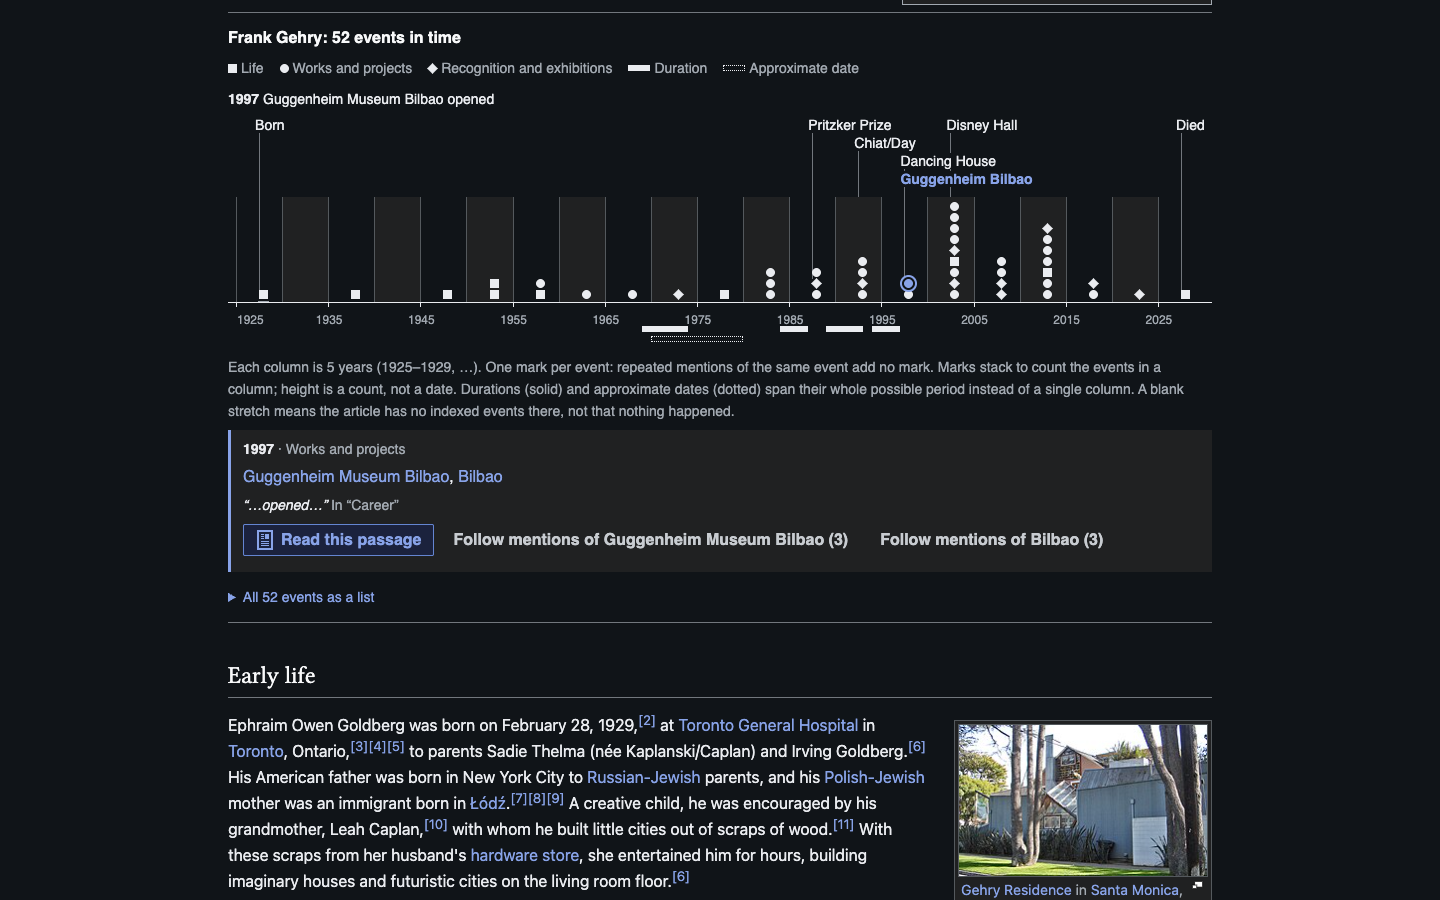 Frank Gehry: 52 events in time
Life Works and projects Recognition and exhibitions Duration Approximate date
1997 Guggenheim Museum Bilbao opened
Born Pritzker Prize Disney Hall Died
Chiat/Day
Dancing House
Guggenheim Bilbao
1925 1935 1945 1955 1965 1975 1985 1995 2005 2015 2025
Each column is 5 years (1925–1929, …). One mark per event: repeated mentions of the same event add no mark. Marks stack to count the events in a
column; height is a count, not a date. Durations (solid) and approximate dates (dotted) span their whole possible period instead of a single column. A blank
stretch means the article has no indexed events there, not that nothing happened.
1997 · Works and projects
Guggenheim Museum Bilbao, Bilbao
“…opened…” In “Career”
Read this passage Follow mentions of Guggenheim Museum Bilbao (3) Follow mentions of Bilbao (3)
All 52 events as a list
Early life
Ephraim Owen Goldberg was born on February 28, 1929,[2] at Toronto General Hospital in
Toronto, Ontario,[3][4][5] to parents Sadie Thelma (née Kaplanski/Caplan) and Irving Goldberg.[6]
His American father was born in New York City to Russian-Jewish parents, and his Polish-Jewish
mother was an immigrant born in Łódź.[7][8][9] A creative child, he was encouraged by his
grandmother, Leah Caplan,[10] with whom he built little cities out of scraps of wood.[11] With
these scraps from her husband's hardware store, she entertained him for hours, building
imaginary houses and futuristic cities on the living room floor.[6]
Gehry Residence in Santa Monica,